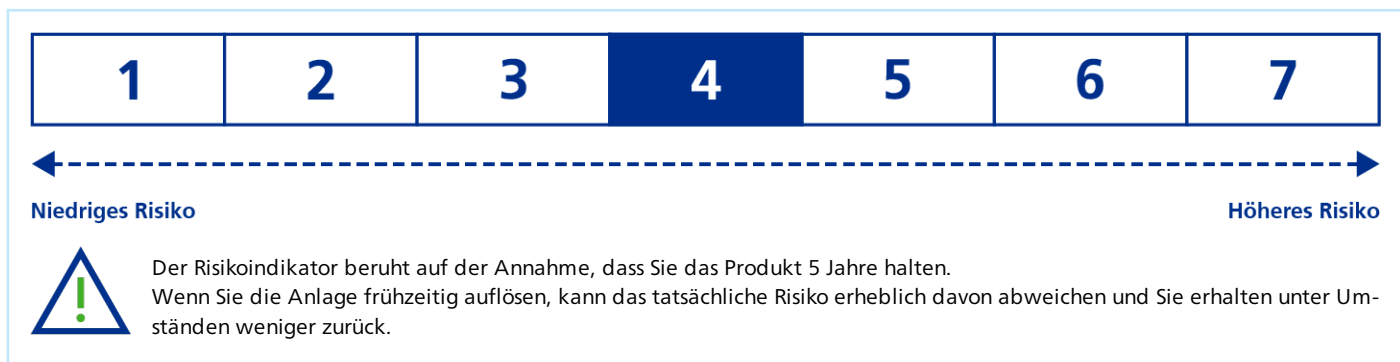 1 2 3 4 5 6 7
Niedriges Risiko Höheres Risiko
Der Risikoindikator beruht auf der Annahme, dass Sie das Produkt 5 Jahre halten.
Wenn Sie die Anlage frühzeitig auflösen, kann das tatsächliche Risiko erheblich davon abweichen und Sie erhalten unter Um-
ständen weniger zurück.